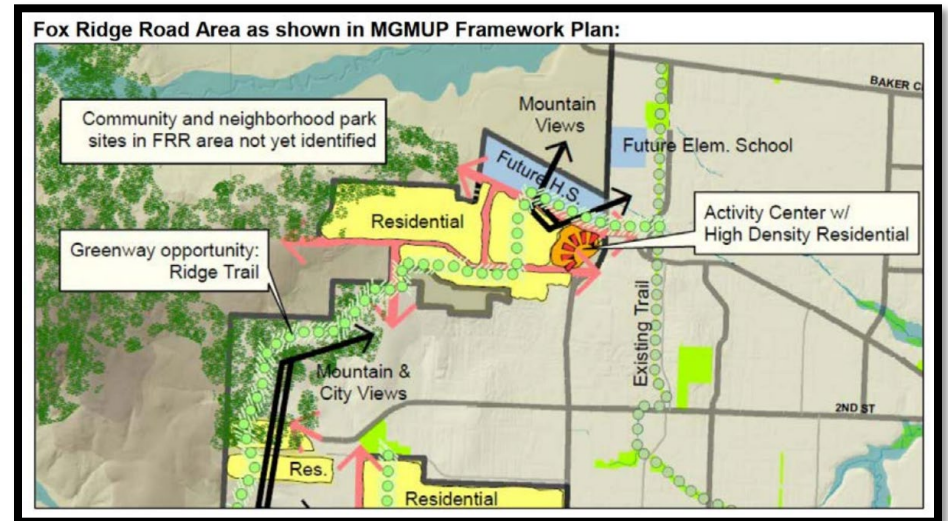 Fox Ridge Road Area as shown in MGMUP Framework Plan:
BAKER C
Community and neighborhood park
sites in FRR area not yet identified
Mountain
Views
Future Elem. School
Future H.S.
Residential
Activity Center w/
High Density Residential
Greenway opportunity:
Ridge Trail
Existing Trail
Mountain &
City Views
2ND ST
Res.
Residential